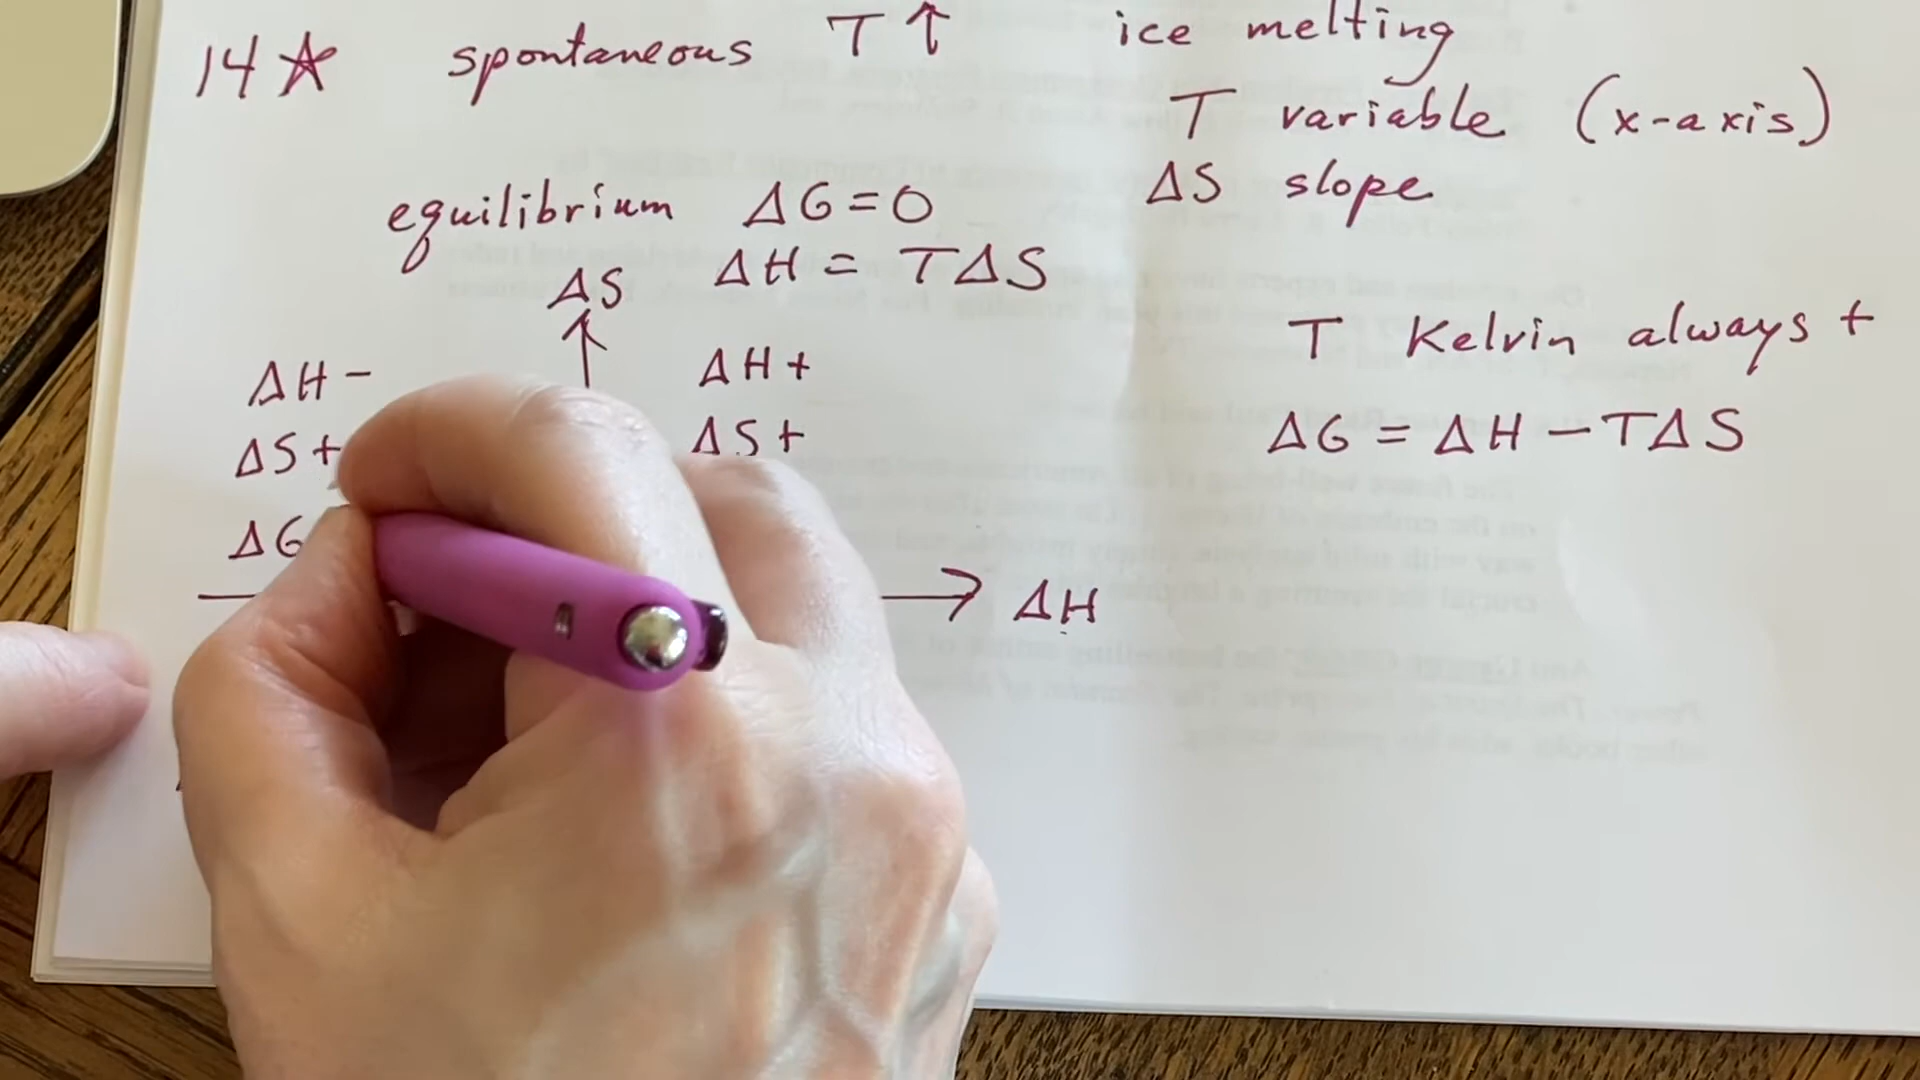 14☆ spontaneous T↑ ice melting
T variable (x-axis)
ΔS slope
equilibrium ΔG=0
ΔH = TΔS
ΔS
T Kelvin always +
ΔH− ΔH+
ΔS+ ΔS+
ΔG = ΔH−TΔS
ΔG
ΔH